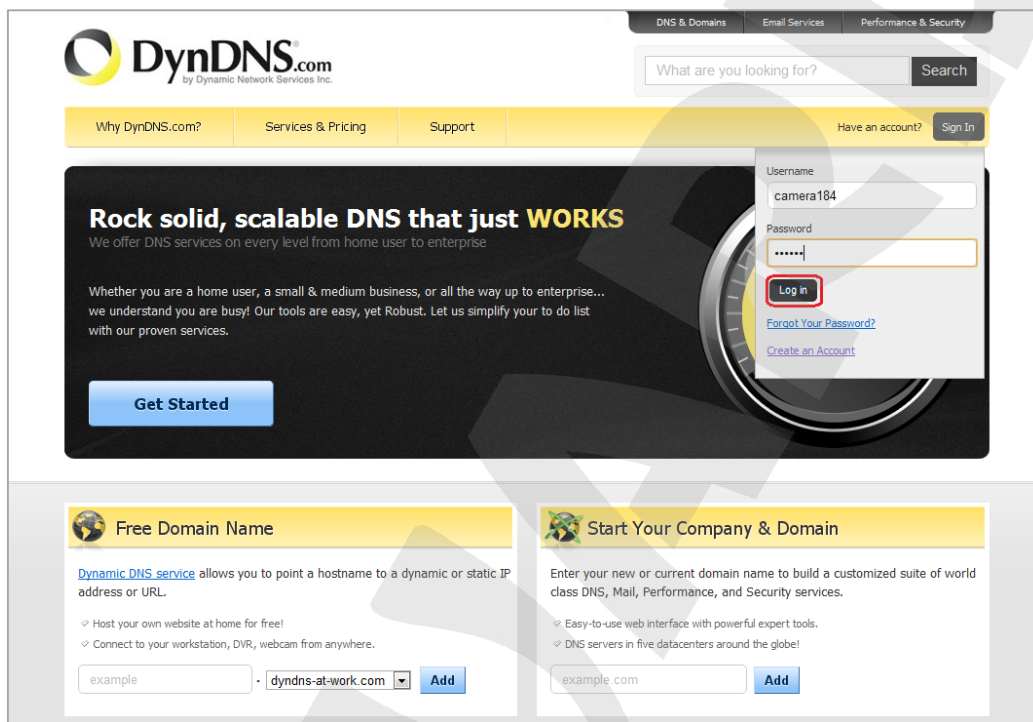 DNS & Domains
Email Services
Performance & Security
DynDNS.com
by Dynamic Network Services Inc.
What are you looking for?
Search
Why DynDNS.com?
Services & Pricing
Support
Have an account?
Sign In
Username
camera184
Password
••••••
Log in
Forgot Your Password?
Create an Account
Rock solid, scalable DNS that just WORKS
We offer DNS services on every level from home user to enterprise
Whether you are a home user, a small & medium business, or all the way up to enterprise...
we understand you are busy! Our tools are easy, yet Robust. Let us simplify your to do list
with our proven services.
Get Started
Free Domain Name
Dynamic DNS service allows you to point a hostname to a dynamic or static IP
address or URL.
Host your own website at home for free!
Connect to your workstation, DVR, webcam from anywhere.
example
. dyndns-at-work.com
Add
Start Your Company & Domain
Enter your new or current domain name to build a customized suite of world
class DNS, Mail, Performance, and Security services.
Easy-to-use web interface with powerful expert tools.
DNS servers in five datacenters around the globe!
example.com
Add